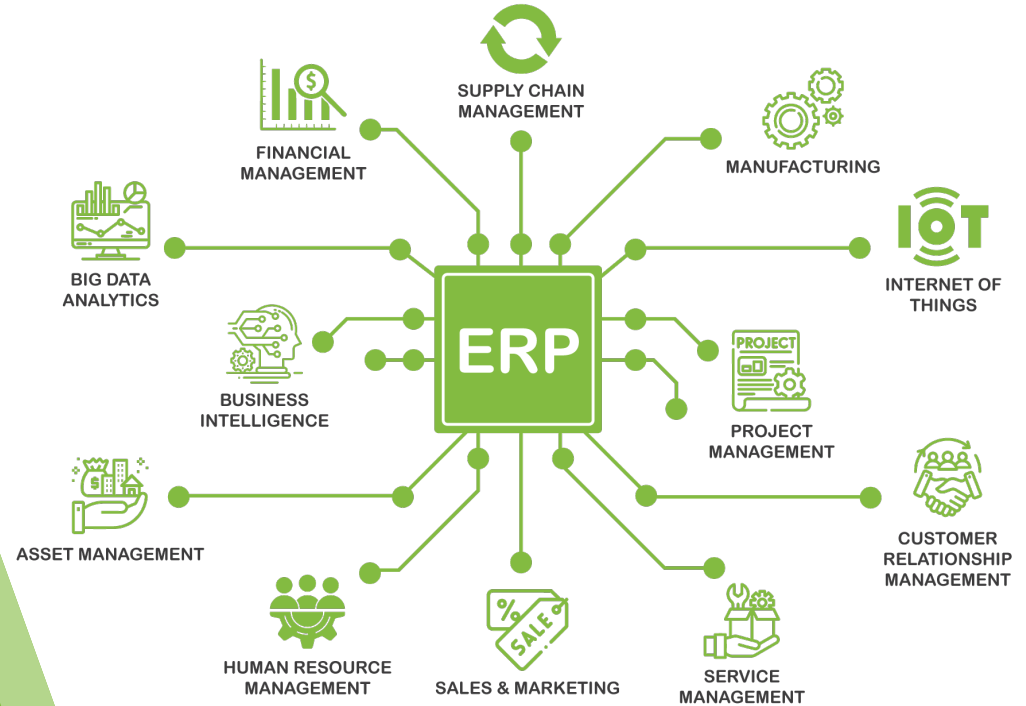 SUPPLY CHAIN
MANAGEMENT
$
FINANCIAL
MANAGEMENT
MANUFACTURING
BIG DATA
ANALYTICS
IOT
INTERNET OF
THINGS
ERP
BUSINESS
INTELLIGENCE
PROJECT
PROJECT
MANAGEMENT
$
ASSET MANAGEMENT
CUSTOMER
RELATIONSHIP
MANAGEMENT
HUMAN RESOURCE
MANAGEMENT
%
SALE
SALES & MARKETING
SERVICE
MANAGEMENT